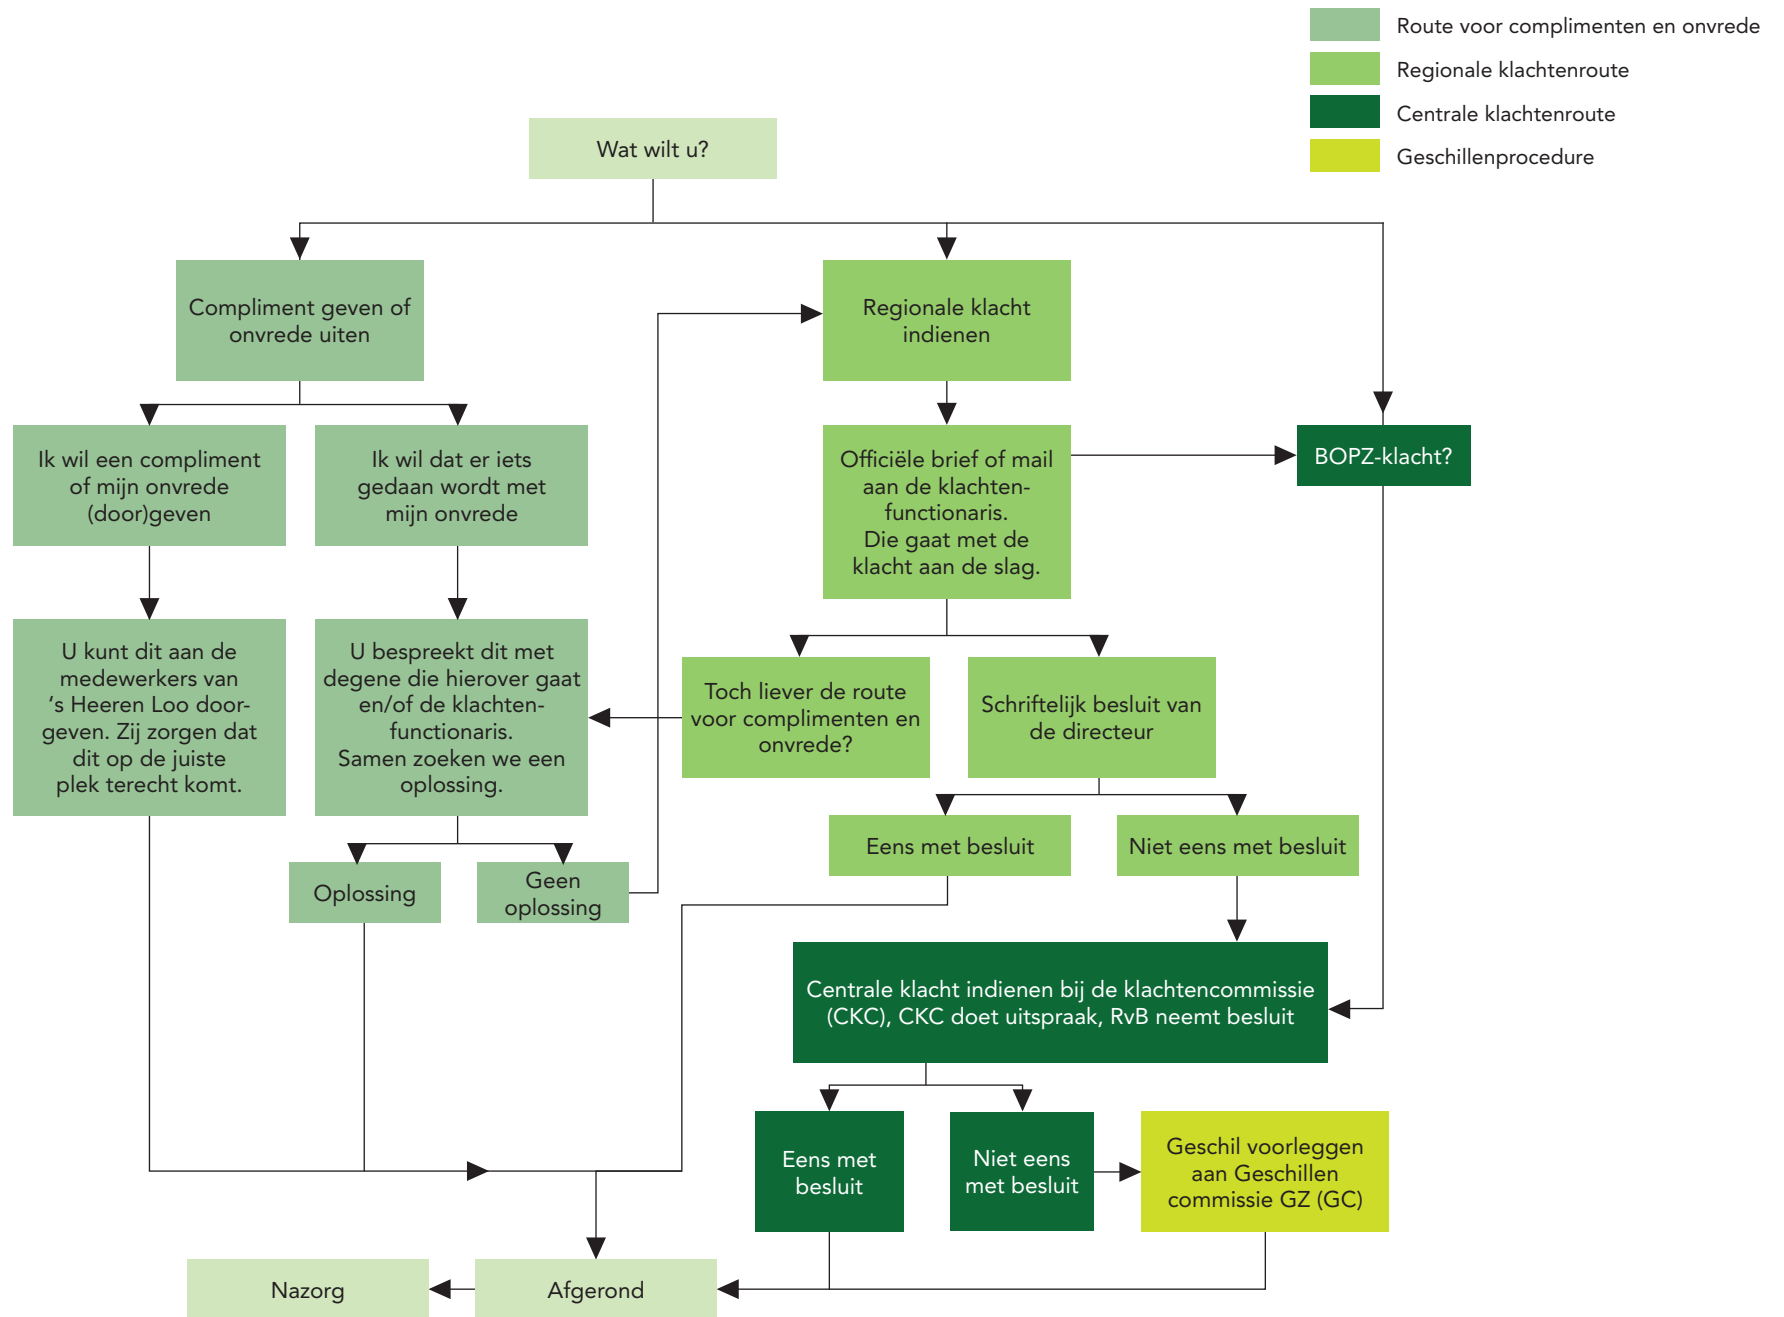 Route voor complimenten en onvrede
Regionale klachtenroute
Centrale klachtenroute
Geschillenprocedure
Wat wilt u?
Compliment geven of
onvrede uiten
Regionale klacht
indienen
Ik wil een compliment
of mijn onvrede
(door)geven
Ik wil dat er iets
gedaan wordt met
mijn onvrede
Officiële brief of mail
aan de klachten-
functionaris.
Die gaat met de
klacht aan de slag.
BOPZ-klacht?
U kunt dit aan de
medewerkers van
‘s Heeren Loo door-
geven. Zij zorgen dat
dit op de juiste
plek terecht komt.
U bespreekt dit met
degene die hierover gaat
en/of de klachten-
functionaris.
Samen zoeken we een
oplossing.
Toch liever de route
voor complimenten en
onvrede?
Schriftelijk besluit van
de directeur
Eens met besluit
Niet eens met besluit
Oplossing
Geen
oplossing
Centrale klacht indienen bij de klachtencommissie
(CKC), CKC doet uitspraak, RvB neemt besluit
Eens met
besluit
Niet eens
met besluit
Geschil voorleggen
aan Geschillen
commissie GZ (GC)
Nazorg
Afgerond